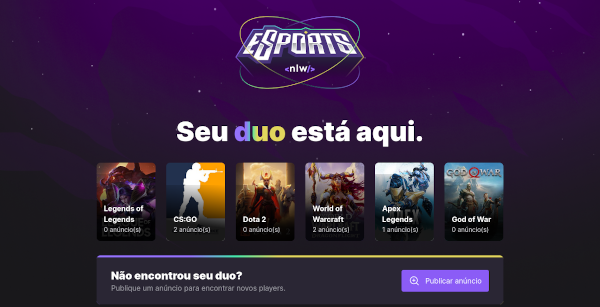 eSPORTS
<nlw/>
Seu duo está aqui.
Legends of
Legends
0 anúncio(s)
CS:GO
2 anúncio(s)
Dota 2
0 anúncio(s)
World of
Warcraft
2 anúncio(s)
Apex
Legends
1 anúncio(s)
GOD WAR
God of War
0 anúncio(s)
Não encontrou seu duo?
Publique um anúncio para encontrar novos players.
Publicar anúncio